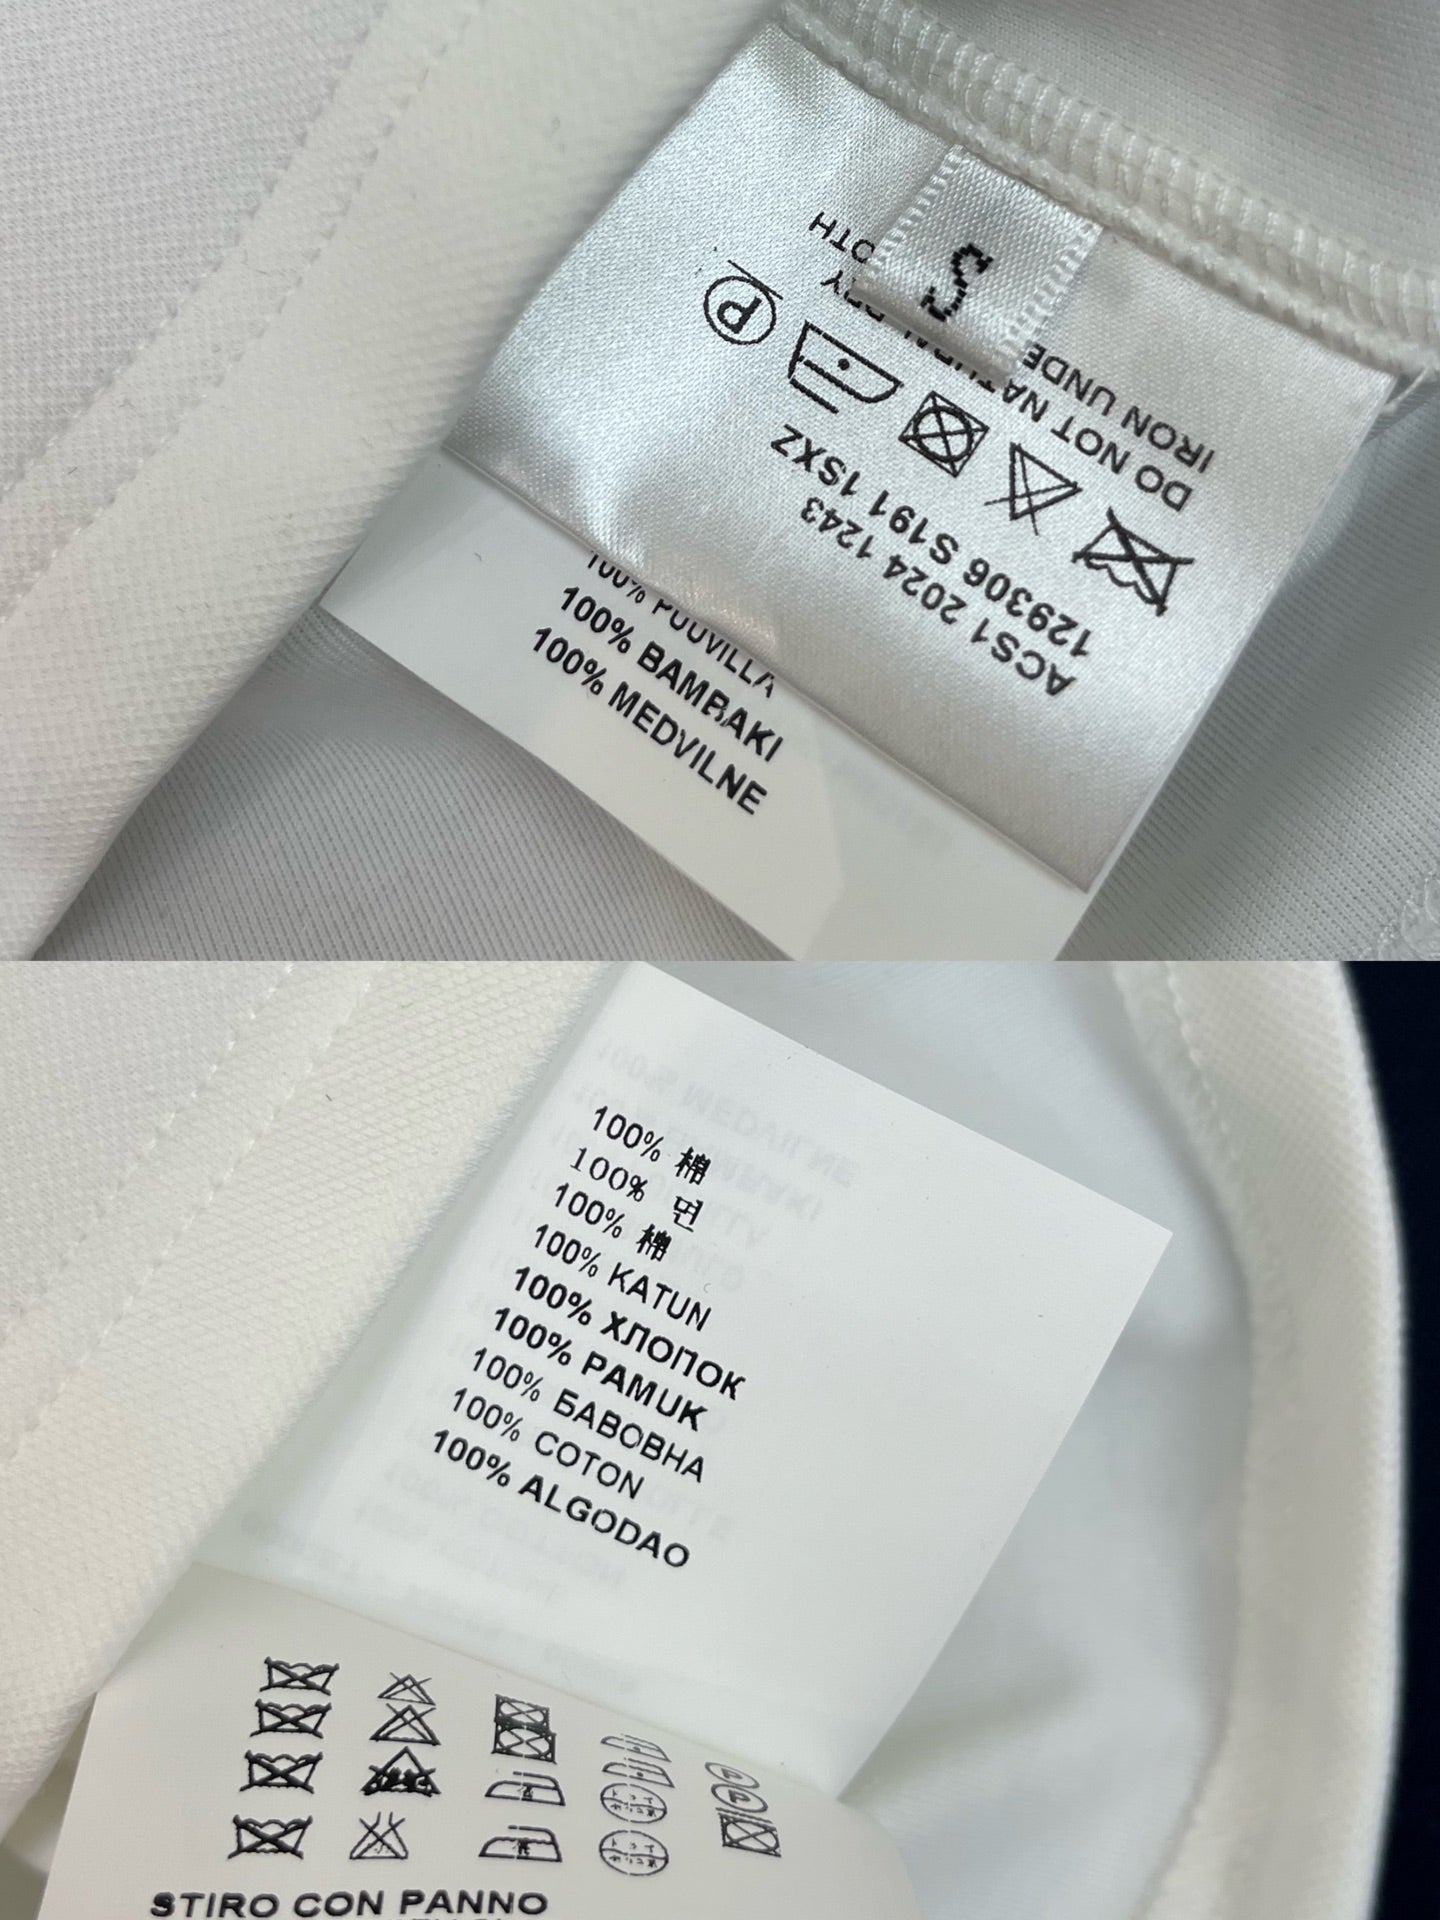 S
IRON UNDE
DO NOT NATURAL DRY
OTH
129306 S191 1SXZ
ACS1 2024 1243
100% PUUVILLA
100% BAMBAKI
100% MEDVILNE
100% 棉
100% 면
100% 棉
100% KATUN
100% ХЛОПОК
100% PAMUK
100% БАВОВНА
100% COTON
100% ALGODAO
STIRO CON PANNO